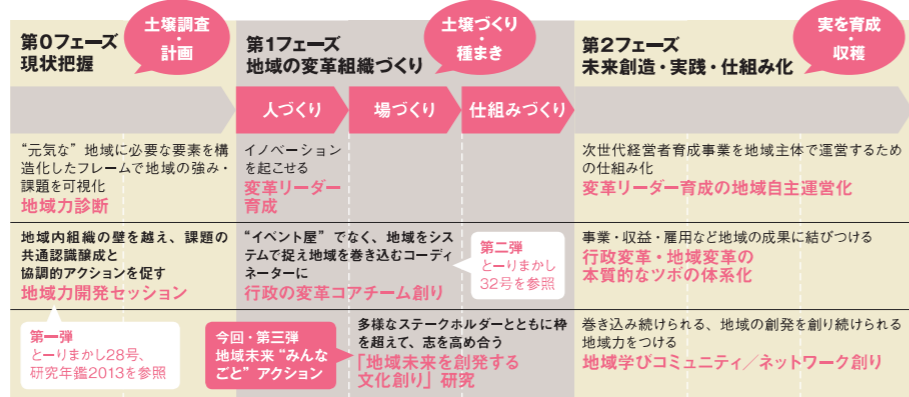 第0フェーズ
現状把握
土壌調査
・
計画
第1フェーズ
地域の変革組織づくり
土壌づくり
・
種まき
第2フェーズ
未来創造・実践・仕組み化
実を育成
・
収穫
人づくり
場づくり
仕組みづくり
“元気な”地域に必要な要素を構
造化したフレームで地域の強み・
課題を可視化
地域力診断
イノベーション
を起こせる
変革リーダー
育成
次世代経営者育成事業を地域主体で運営するため
の仕組み化
変革リーダー育成の地域自主運営化
地域内組織の壁を越え、課題の
共通認識醸成と
協調的アクションを促す
地域力開発セッション
“イベント屋”でなく、地域をシス
テムで捉え地域を巻き込むコーディ
ネーターに
行政の変革コアチーム創り
第二弾
とーりまかし
32号を参照
事業・収益・雇用など地域の成果に結びつける
行政変革・地域変革の
本質的なツボの体系化
第一弾
とーりまかし28号、
研究年鑑2013を参照
今回・第三弾
地域未来“みんな
ごと”アクション
多様なステークホルダーとともに枠
を超えて、志を高め合う
「地域未来を創発する
文化創り」研究
巻き込み続けられる、地域の創発を創り続けられる
地域力をつける
地域学びコミュニティ／ネットワーク創り